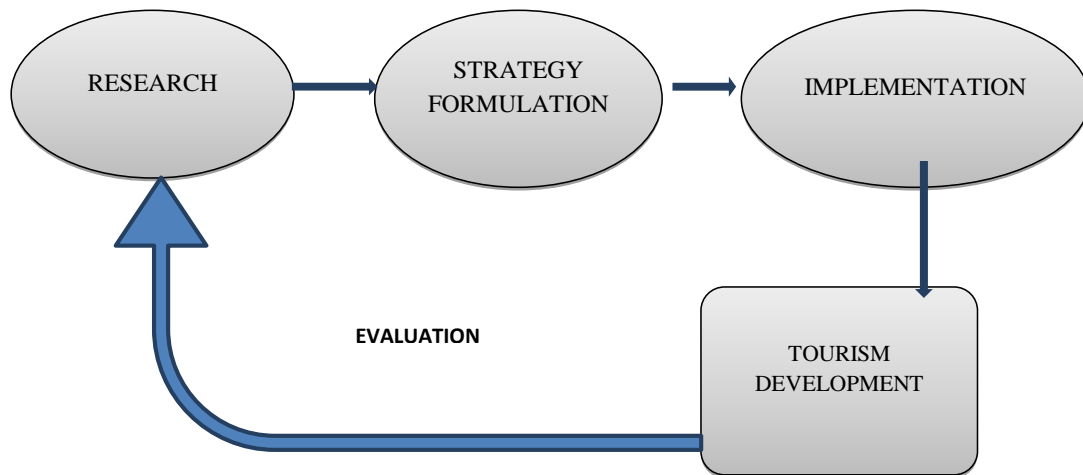 RESEARCH
STRATEGY
FORMULATION
IMPLEMENTATION
EVALUATION
TOURISM
DEVELOPMENT